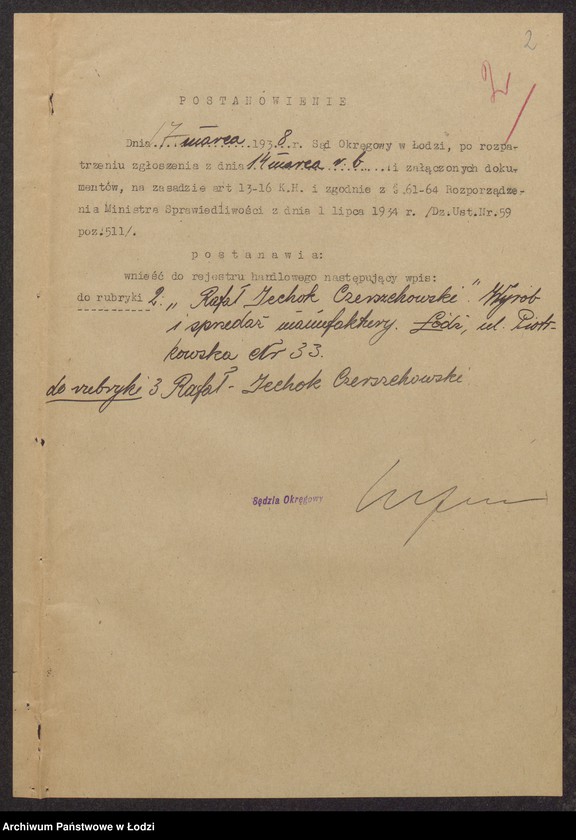 2
POSTANOWIENIE
Dnia 17 marca 1938 r. Sąd Okręgowy w Łodzi, po rozpa-
trzeniu zgłoszenia z dnia 14 marca r. b. i załączonych doku-
mentów, na zasadzie art 13-16 K.H. i zgodnie z §.61-64 Rozporządze-
nia Ministra Sprawiedliwości z dnia 1 lipca 1934 r. /Dz.Ust.Nr.59
poz.511/.
postanawia:
wnieść do rejestru handlowego następujący wpis:
do rubryki 2. „Rafał Icchok Czerszchowski". Wyrób
i sprzedaż manufaktury. Łódź, ul. Piotr-
kowska Nr 33.
do rubryki 3 Rafał-Icchok Czerszchowski
Sędzia Okręgowy
Archiwum Państwowe w Łodzi